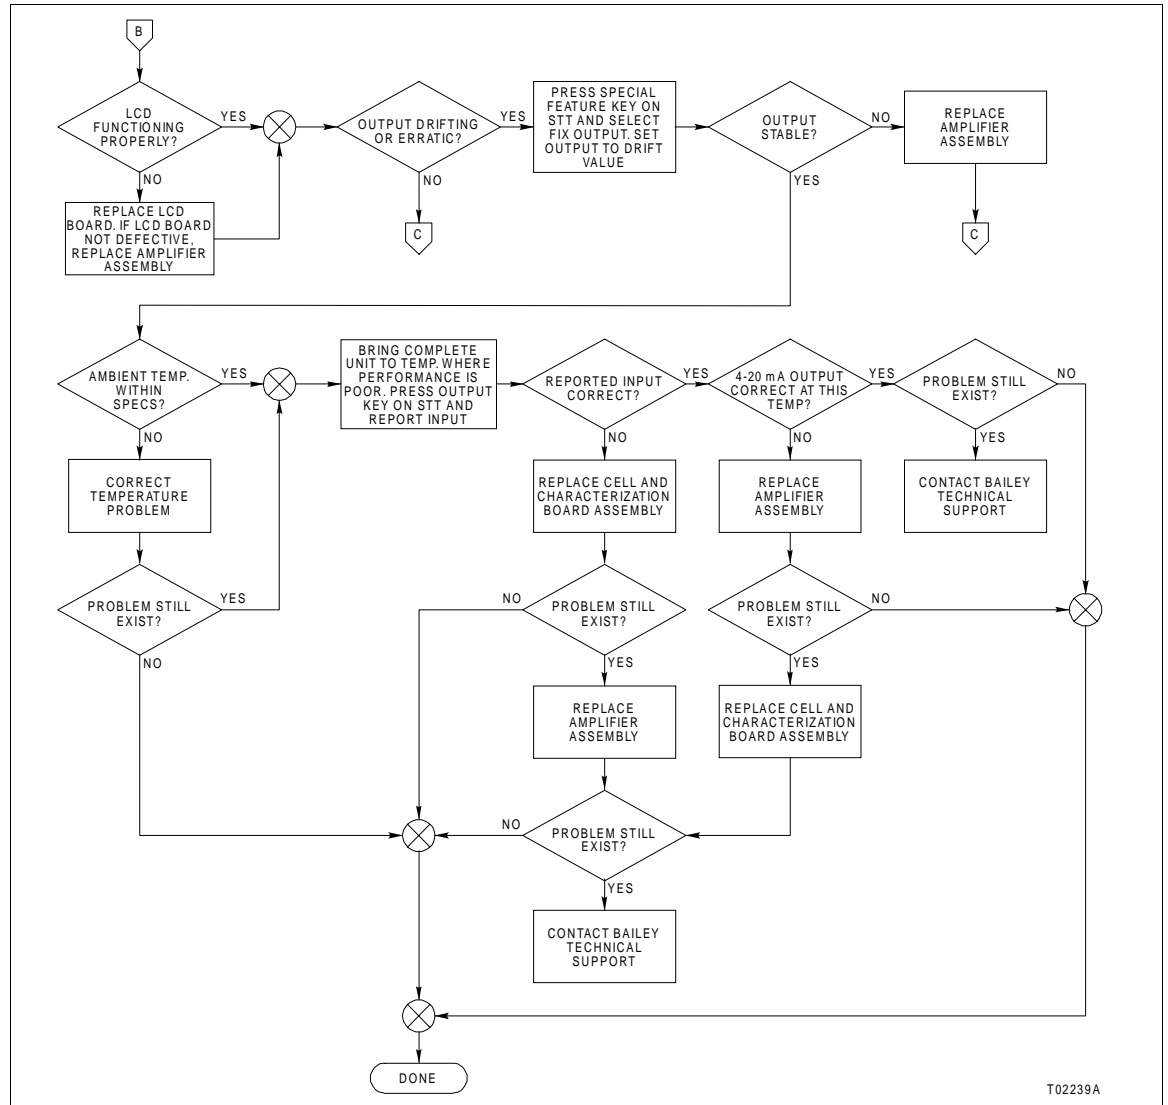 B
LCD
FUNCTIONING
PROPERLY?
YES
NO
REPLACE LCD
BOARD. IF LCD BOARD
NOT DEFECTIVE,
REPLACE AMPLIFIER
ASSEMBLY
OUTPUT DRIFTING
OR ERRATIC?
YES
NO
C
PRESS SPECIAL
FEATURE KEY ON
STT AND SELECT
FIX OUTPUT. SET
OUTPUT TO DRIFT
VALUE
OUTPUT
STABLE?
NO
YES
REPLACE
AMPLIFIER
ASSEMBLY
C
AMBIENT TEMP.
WITHIN
SPECS?
YES
NO
CORRECT
TEMPERATURE
PROBLEM
PROBLEM STILL
EXIST?
YES
NO
BRING COMPLETE
UNIT TO TEMP. WHERE
PERFORMANCE IS
POOR. PRESS OUTPUT
KEY ON STT AND
REPORT INPUT
REPORTED INPUT
CORRECT?
YES
NO
REPLACE CELL AND
CHARACTERIZATION
BOARD ASSEMBLY
PROBLEM STILL
EXIST?
NO
YES
REPLACE
AMPLIFIER
ASSEMBLY
PROBLEM STILL
EXIST?
NO
YES
CONTACT BAILEY
TECHNICAL
SUPPORT
4-20 mA OUTPUT
CORRECT AT THIS
TEMP?
YES
NO
REPLACE
AMPLIFIER
ASSEMBLY
PROBLEM STILL
EXIST?
NO
YES
REPLACE CELL AND
CHARACTERIZATION
BOARD ASSEMBLY
PROBLEM STILL
EXIST?
NO
YES
CONTACT BAILEY
TECHNICAL
SUPPORT
DONE
T02239A